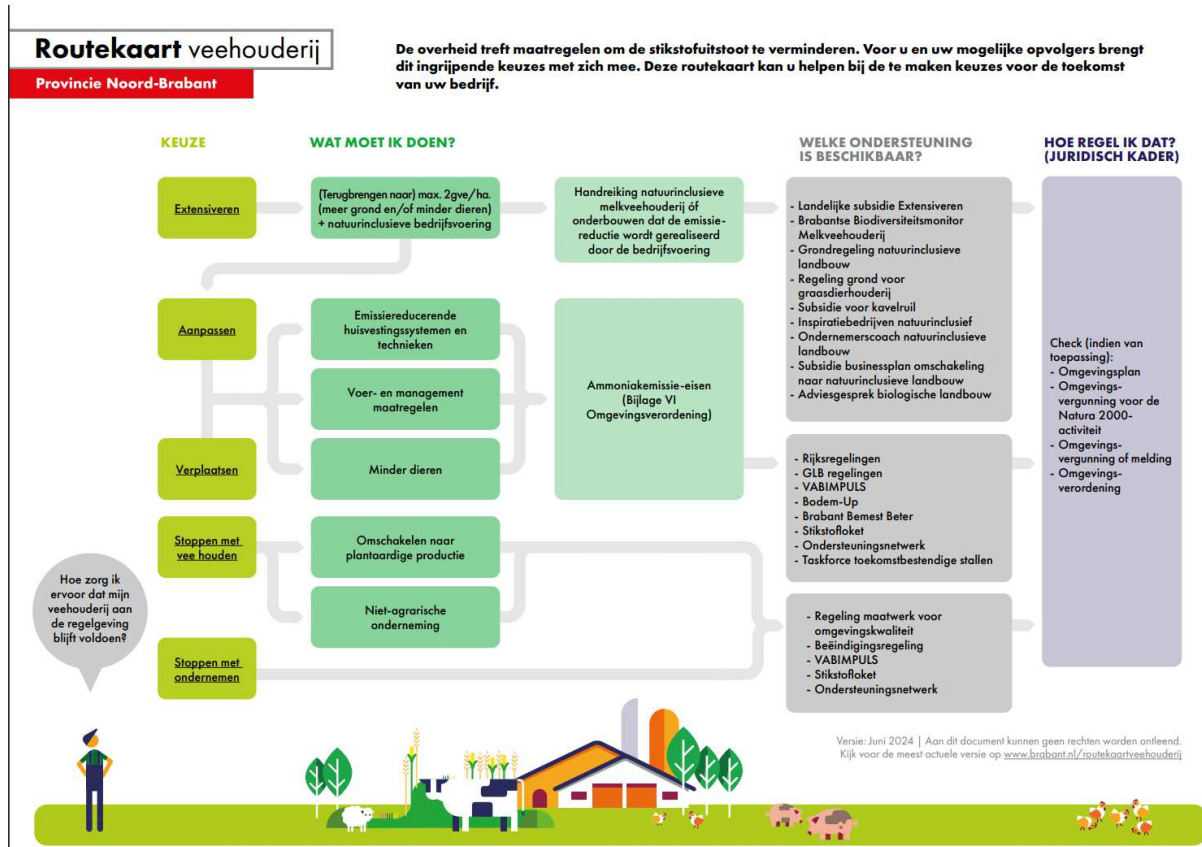 Routekaart veehouderij
Provincie Noord-Brabant
De overheid treft maatregelen om de stikstofuitstoot te verminderen. Voor u en uw mogelijke opvolgers brengt
dit ingrijpende keuzes met zich mee. Deze routekaart kan u helpen bij de te maken keuzes voor de toekomst
van uw bedrijf.
KEUZE
WAT MOET IK DOEN?
WELKE ONDERSTEUNING
IS BESCHIKBAAR?
HOE REGEL IK DAT?
(JURIDISCH KADER)
Extensiveren
(Terugbrengen naar) max. 2gve/ha.
(meer grond en/of minder dieren)
+ natuurinclusieve bedrijfsvoering
Handreiking natuurinclusieve
melkveehouderij óf
onderbouwen dat de emissie-
reductie wordt gerealiseerd
door de bedrijfsvoering
- Landelijke subsidie Extensiveren
- Brabantse Biodiversiteitsmonitor
Melkveehouderij
- Grondregeling natuurinclusieve
landbouw
- Regeling grond voor
graasdierhouderij
- Subsidie voor kavelruil
- Inspiratiebedrijven natuurinclusief
- Ondernemerscoach natuurinclusieve
landbouw
- Subsidie businessplan omschakeling
naar natuurinclusieve landbouw
- Adviesgesprek biologische landbouw
Aanpassen
Emissiereducerende
huisvestingssystemen en
technieken
Voer- en management
maatregelen
Ammoniakemissie-eisen
(Bijlage VI
Omgevingsverordening)
Check (indien van
toepassing):
- Omgevingsplan
- Omgevings-
vergunning voor de
Natura 2000-
activiteit
- Omgevings-
vergunning of melding
- Omgevings-
verordening
Verplaatsen
Minder dieren
- Rijksregelingen
- GLB regelingen
- VABIMPULS
- Bodem-Up
- Brabant Bemest Beter
- Stikstofloket
- Ondersteuningsnetwerk
- Taskforce toekomstbestendige stallen
Stoppen met
vee houden
Omschakelen naar
plantaardige productie
Niet-agrarische
onderneming
Hoe zorg ik
ervoor dat mijn
veehouderij aan
de regelgeving
blijft voldoen?
Stoppen met
ondernemen
- Regeling maatwerk voor
omgevingskwaliteit
- Beëindigingsregeling
- VABIMPULS
- Stikstofloket
- Ondersteuningsnetwerk
Versie: Juni 2024 | Aan dit document kunnen geen rechten worden ontleend.
Kijk voor de meest actuele versie op www.brabant.nl/routekaartveehouderij